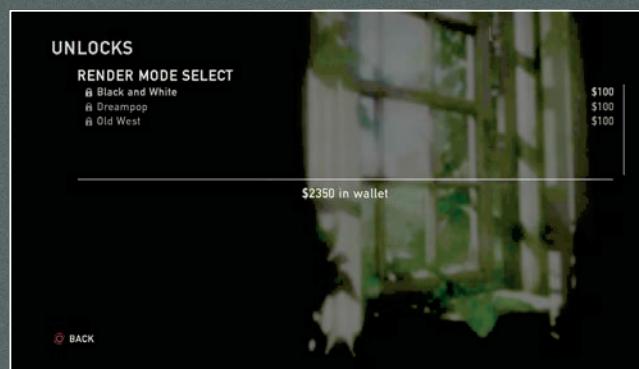 UNLOCKS
RENDER MODE SELECT
Black and White $100
Dreampop $100
Old West $100
$2350 in wallet
BACK